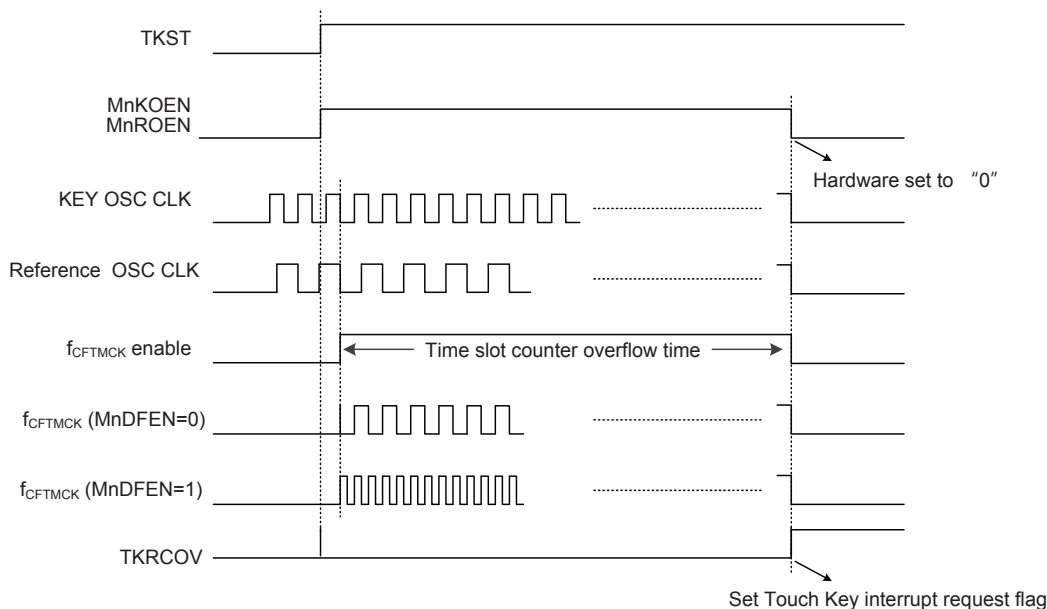 TKST
MnKOEN
MnROEN
Hardware set to “0”
KEY OSC CLK
Reference OSC CLK
fCFTMCK enable
Time slot counter overflow time
fCFTMCK (MnDFEN=0)
fCFTMCK (MnDFEN=1)
TKRCOV
Set Touch Key interrupt request flag